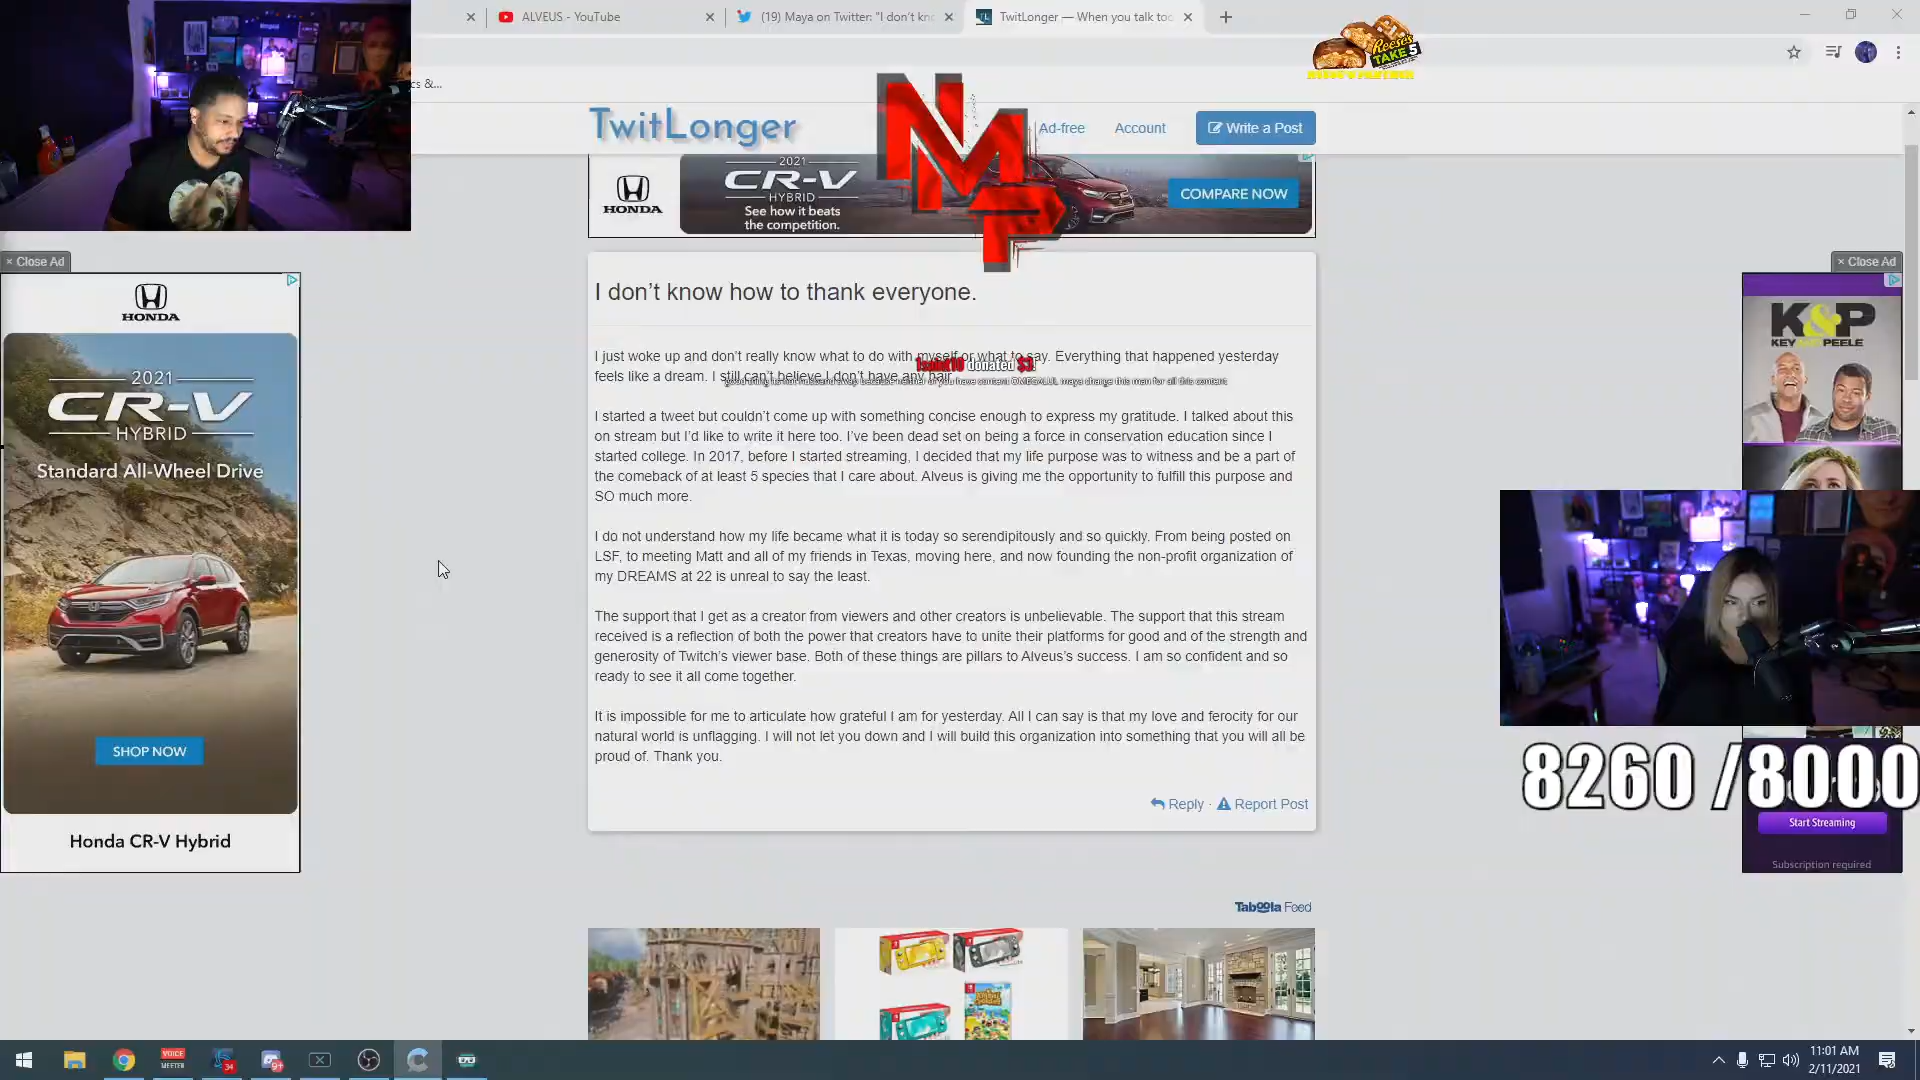 ALVEUS - YouTube
(19) Maya on Twitter: "I don't kn
TwitLonger — When you talk too
cs &...
Reese's
TAKE 5
TwitLonger
Ad-free
Account
Write a Post
NMP
HONDA
2021
CR-V
HYBRID
See how it beats
the competition.
COMPARE NOW
× Close Ad
× Close Ad
HONDA
2021
CR-V
HYBRID
Standard All-Wheel Drive
SHOP NOW
Honda CR-V Hybrid
I don't know how to thank everyone.
I just woke up and don't really know what to do with myself or what to say. Everything that happened yesterday
feels like a dream. I still can't believe I don't have any hair.
donated $3!
I started a tweet but couldn't come up with something concise enough to express my gratitude. I talked about this
on stream but I'd like to write it here too. I've been dead set on being a force in conservation education since I
started college. In 2017, before I started streaming, I decided that my life purpose was to witness and be a part of
the comeback of at least 5 species that I care about. Alveus is giving me the opportunity to fulfill this purpose and
SO much more.
I do not understand how my life became what it is today so serendipitously and so quickly. From being posted on
LSF, to meeting Matt and all of my friends in Texas, moving here, and now founding the non-profit organization of
my DREAMS at 22 is unreal to say the least.
The support that I get as a creator from viewers and other creators is unbelievable. The support that this stream
received is a reflection of both the power that creators have to unite their platforms for good and of the strength and
generosity of Twitch's viewer base. Both of these things are pillars to Alveus's success. I am so confident and so
ready to see it all come together.
It is impossible for me to articulate how grateful I am for yesterday. All I can say is that my love and ferocity for our
natural world is unflagging. I will not let you down and I will build this organization into something that you will all be
proud of. Thank you.
Reply · Report Post
K&P
KEY AND PEELE
8260 /8000
Start Streaming
Subscription required
Taboola Feed
VOICE
MEETER
34
9+
11:01 AM
2/11/2021